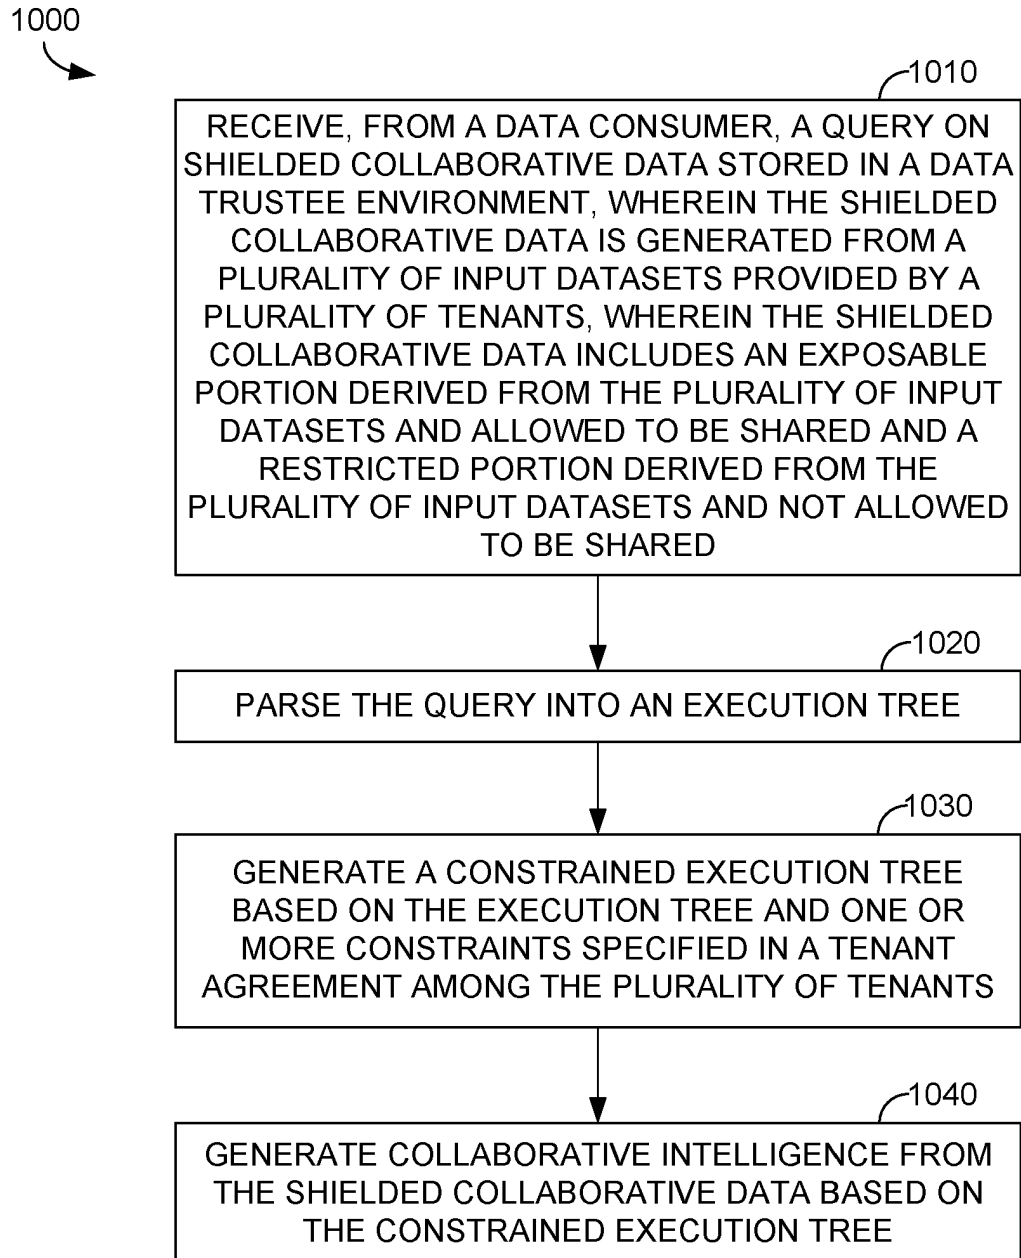 1000
1010
RECEIVE, FROM A DATA CONSUMER, A QUERY ON
SHIELDED COLLABORATIVE DATA STORED IN A DATA
TRUSTEE ENVIRONMENT, WHEREIN THE SHIELDED
COLLABORATIVE DATA IS GENERATED FROM A
PLURALITY OF INPUT DATASETS PROVIDED BY A
PLURALITY OF TENANTS, WHEREIN THE SHIELDED
COLLABORATIVE DATA INCLUDES AN EXPOSABLE
PORTION DERIVED FROM THE PLURALITY OF INPUT
DATASETS AND ALLOWED TO BE SHARED AND A
RESTRICTED PORTION DERIVED FROM THE
PLURALITY OF INPUT DATASETS AND NOT ALLOWED
TO BE SHARED
1020
PARSE THE QUERY INTO AN EXECUTION TREE
1030
GENERATE A CONSTRAINED EXECUTION TREE
BASED ON THE EXECUTION TREE AND ONE OR
MORE CONSTRAINTS SPECIFIED IN A TENANT
AGREEMENT AMONG THE PLURALITY OF TENANTS
1040
GENERATE COLLABORATIVE INTELLIGENCE FROM
THE SHIELDED COLLABORATIVE DATA BASED ON
THE CONSTRAINED EXECUTION TREE